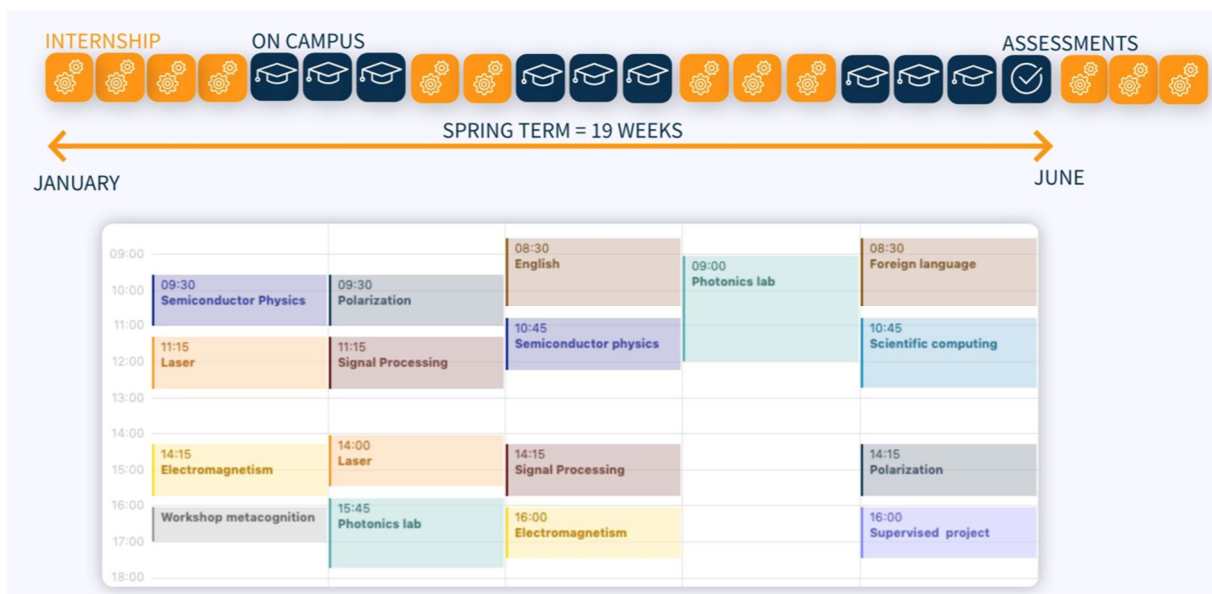 INTERNSHIP
ON CAMPUS
ASSESSMENTS
SPRING TERM = 19 WEEKS
JANUARY
JUNE
09:00
10:00
11:00
12:00
13:00
14:00
15:00
16:00
17:00
18:00
09:30
Semiconductor Physics
11:15
Laser
14:15
Electromagnetism
Workshop metacognition
09:30
Polarization
11:15
Signal Processing
14:00
Laser
15:45
Photonics lab
08:30
English
10:45
Semiconductor physics
14:15
Signal Processing
16:00
Electromagnetism
09:00
Photonics lab
08:30
Foreign language
10:45
Scientific computing
14:15
Polarization
16:00
Supervised project